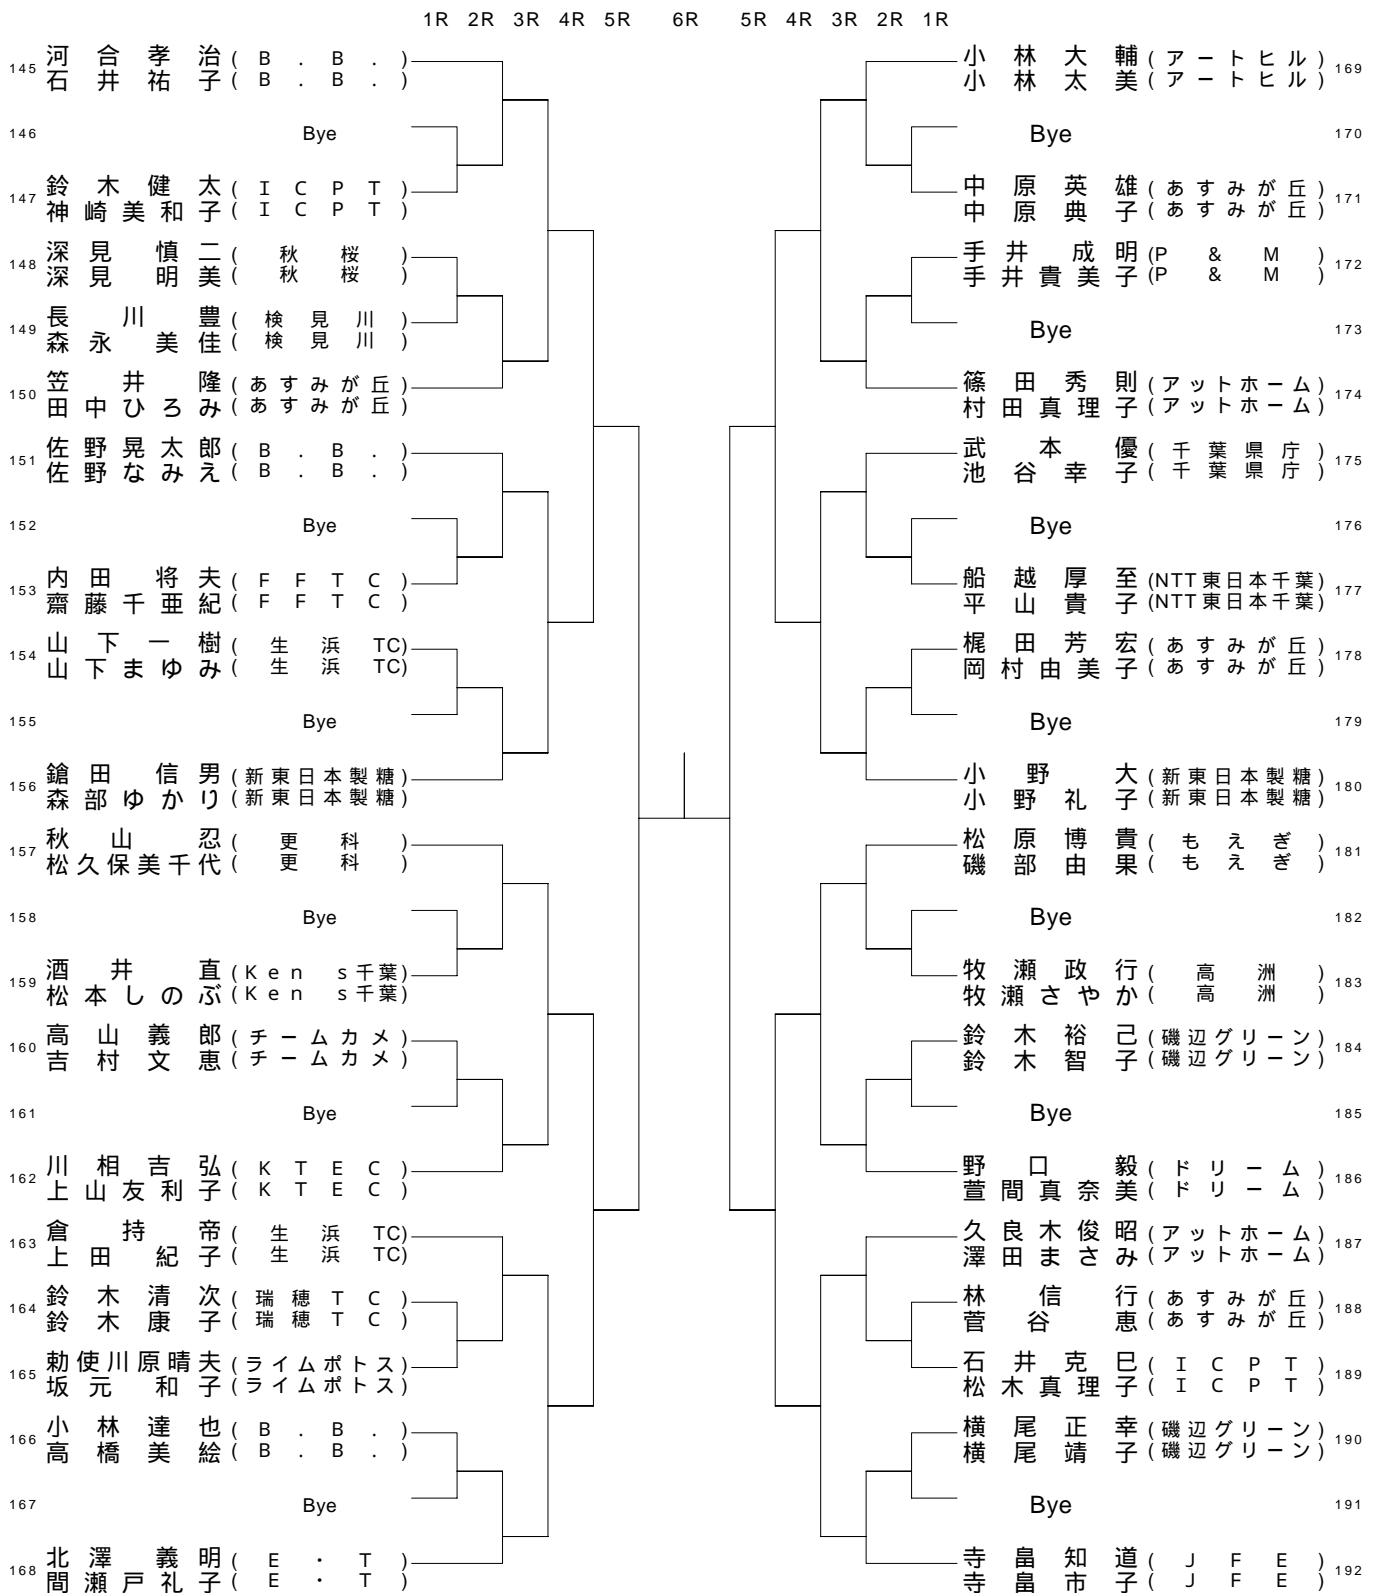 1R 2R 3R 4R 5R 6R 5R 4R 3R 2R 1R
145 河合孝治 (B.B.)
石井祐子 (B.B.)
146 Bye
147 鈴木健太 (ICPT)
神崎美和子 (ICPT)
148 深見慎二 (秋桜)
深見明美 (秋桜)
149 長川豊 (検見川)
森永美佳 (検見川)
150 笠井隆 (あすみが丘)
田中ひろみ (あすみが丘)
151 佐野晃太郎 (B.B.)
佐野なみえ (B.B.)
152 Bye
153 内田将夫 (FFTC)
齋藤千亜紀 (FFTC)
154 山下一樹 (生浜TC)
山下まゆみ (生浜TC)
155 Bye
156 鎗田信男 (新東日本製糖)
森部ゆかり (新東日本製糖)
157 秋山忍 (更科)
松久保美千代 (更科)
158 Bye
159 酒井直 (Ken s千葉)
松本しのぶ (Ken s千葉)
160 高山義郎 (チームカメ)
吉村文恵 (チームカメ)
161 Bye
162 川相吉弘 (KTEC)
上山友利子 (KTEC)
163 倉持帝 (生浜TC)
上田紀子 (生浜TC)
164 鈴木清次 (瑞穂TC)
鈴木康子 (瑞穂TC)
165 勅使川原晴夫 (ライムポトス)
坂元和子 (ライムポトス)
166 小林達也 (B.B.)
高橋美絵 (B.B.)
167 Bye
168 北澤義明 (E・T)
間瀬戸礼子 (E・T)
小林大輔 (アートヒル) 169
小林太美 (アートヒル)
Bye 170
中原英雄 (あすみが丘) 171
中原典子 (あすみが丘)
手井成明 (P&M) 172
手井貴美子 (P&M)
Bye 173
篠田秀則 (アットホーム) 174
村田真理子 (アットホーム)
武本優 (千葉県庁) 175
池谷幸子 (千葉県庁)
Bye 176
船越厚至 (NTT東日本千葉) 177
平山貴子 (NTT東日本千葉)
梶田芳宏 (あすみが丘) 178
岡村由美子 (あすみが丘)
Bye 179
小野大 (新東日本製糖) 180
小野礼子 (新東日本製糖)
松原博貴 (もえぎ) 181
磯部由果 (もえぎ)
Bye 182
牧瀬政行 (高洲) 183
牧瀬さやか (高洲)
鈴木裕己 (磯辺グリーン) 184
鈴木智子 (磯辺グリーン)
Bye 185
野口毅 (ドリーム) 186
萱間真奈美 (ドリーム)
久良木俊昭 (アットホーム) 187
澤田まさみ (アットホーム)
林信行 (あすみが丘) 188
菅谷恵 (あすみが丘)
石井克巳 (ICPT) 189
松木真理子 (ICPT)
横尾正幸 (磯辺グリーン) 190
横尾靖子 (磯辺グリーン)
Bye 191
寺畠知道 (JFE) 192
寺畠市子 (JFE)